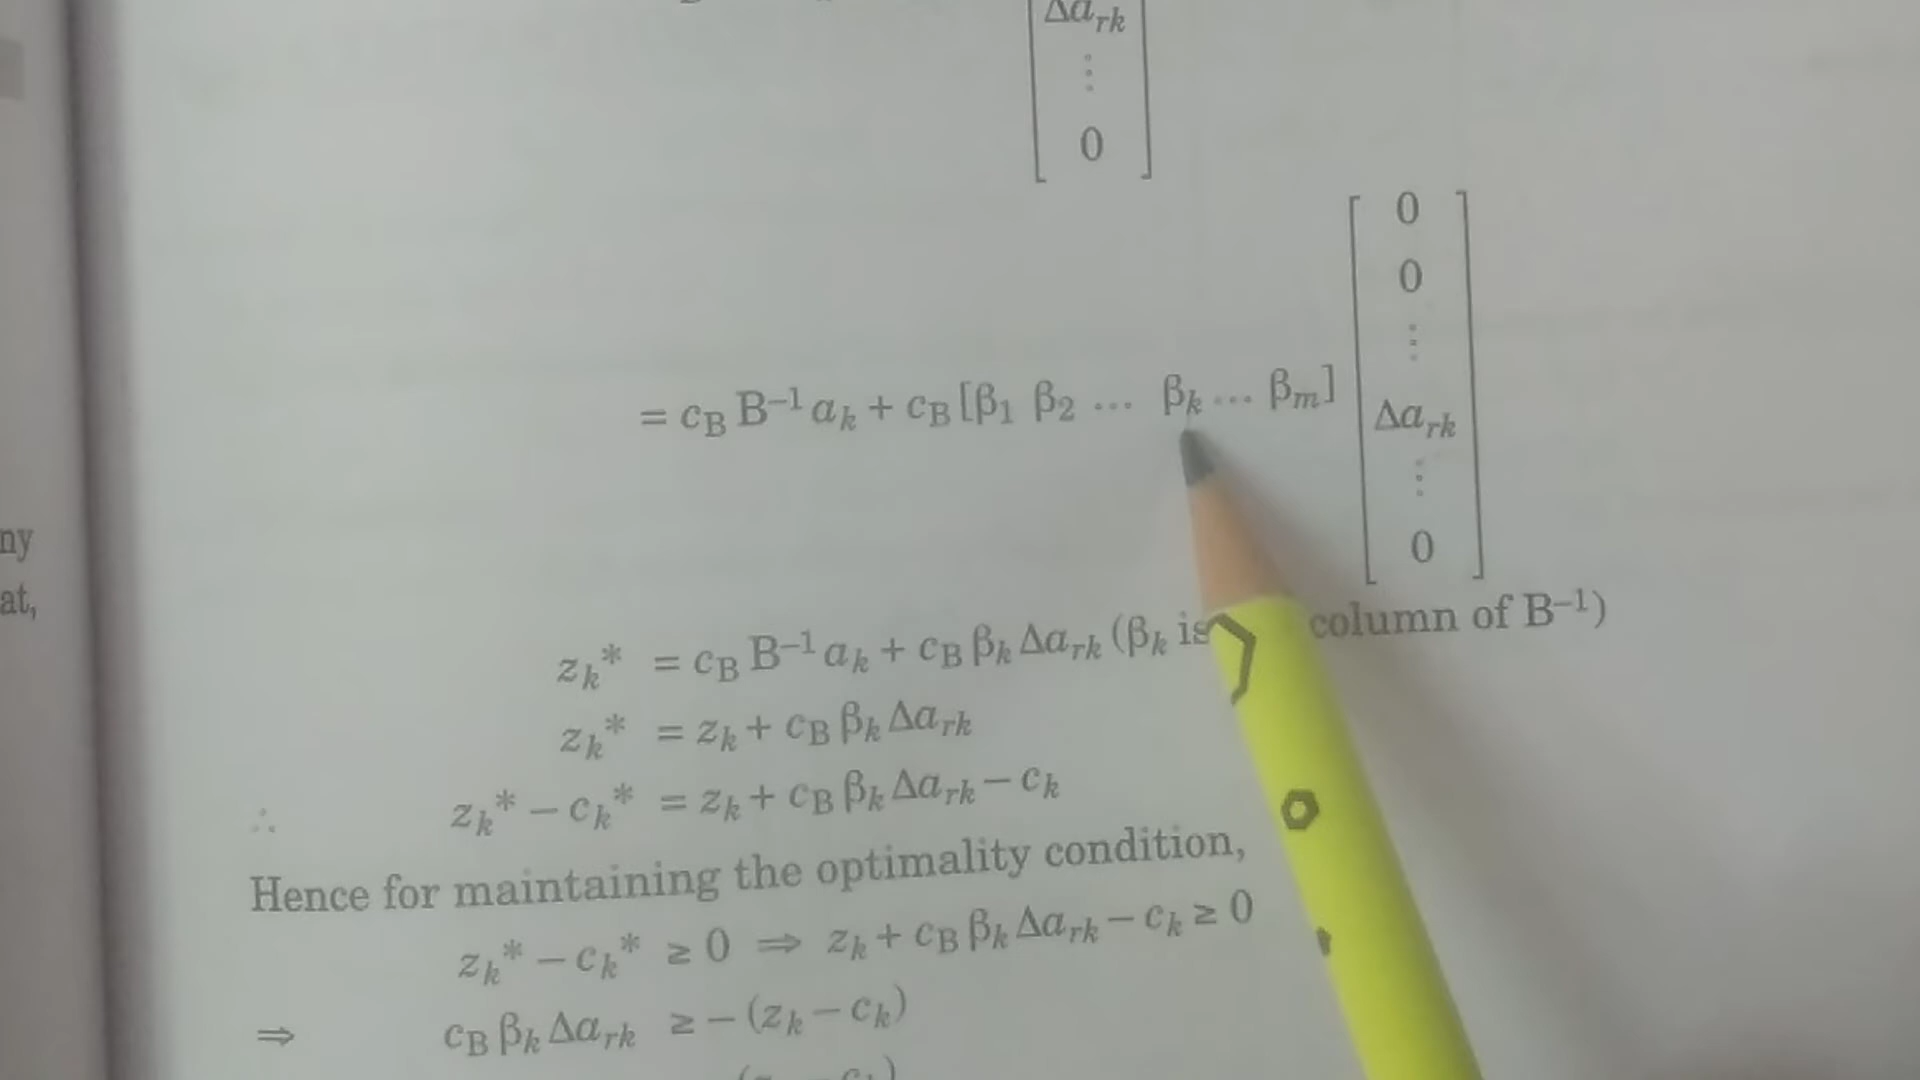 Δa_rk
⋮
0
0
0
⋮
= c_B B⁻¹ a_k + c_B [β₁ β₂ ... β_k ... β_m] Δa_rk
⋮
0
ny
at,
z_k* = c_B B⁻¹ a_k + c_B β_k Δa_rk (β_k is column of B⁻¹)
z_k* = z_k + c_B β_k Δa_rk
∴ z_k* – c_k* = z_k + c_B β_k Δa_rk – c_k
Hence for maintaining the optimality condition,
z_k* – c_k* ≥ 0 ⇒ z_k + c_B β_k Δa_rk – c_k ≥ 0
⇒ c_B β_k Δa_rk ≥ – (z_k – c_k)